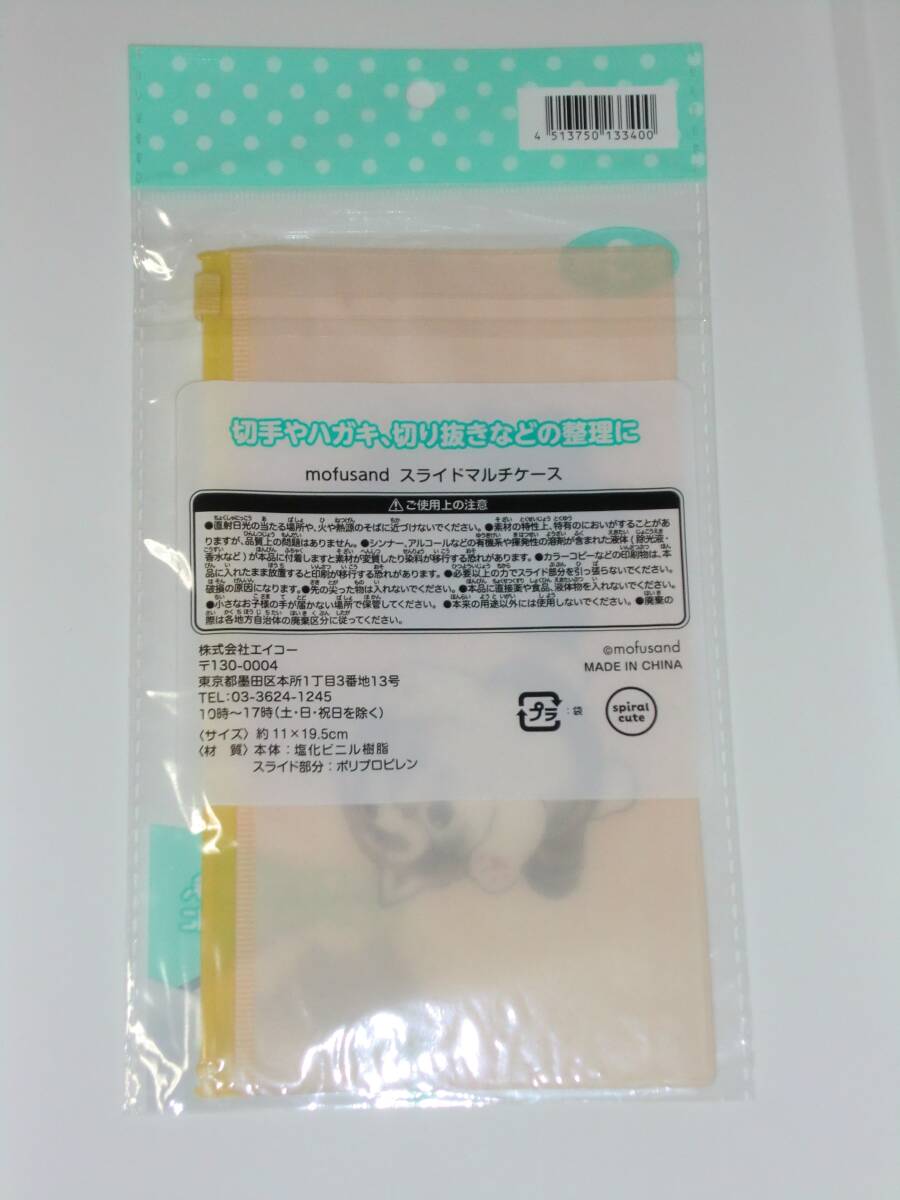 4 513750 133400
切手やハガキ、切り抜きなどの整理に
mofusand スライドマルチケース
⚠ご使用上の注意
●直射日光の当たる場所や、火や熱源のそばに近づけないでください。●素材の特性上、特有のにおいがすることがあ
りますが、品質上の問題はありません。●シンナー、アルコールなどの有機系や揮発性の溶剤が含まれた液体(除光液・
香水など)が本品に付着しますと素材が変質したり染料が移行する恐れがあります。●カラーコピーなどの印刷物は、本
品に入れたまま放置すると印刷が移行する恐れがあります。●必要以上の力でスライド部分を引っ張らないでください。
破損の原因になります。●先の尖った物は入れないでください。●本品に直接薬や食品、液体物を入れないでください。
●小さなお子様の手が届かない場所で保管してください。●本来の用途以外には使用しないでください。●廃棄の
際は各地方自治体の廃棄区分に従ってください。
株式会社エイコー
〒130-0004
東京都墨田区本所1丁目3番地13号
TEL:03-3624-1245
10時〜17時(土・日・祝日を除く)
〈サイズ〉約11×19.5cm
〈材 質〉本体:塩化ビニル樹脂
スライド部分:ポリプロピレン
©mofusand
MADE IN CHINA
プラ :袋
spiral
cute